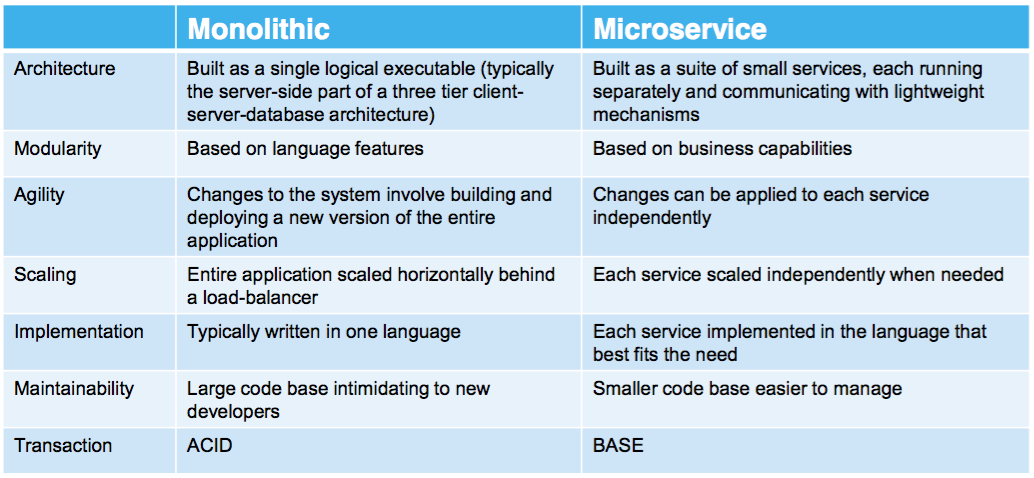 Monolithic
Microservice
Architecture
Built as a single logical executable (typically
the server-side part of a three tier client-
server-database architecture)
Built as a suite of small services, each running
separately and communicating with lightweight
mechanisms
Modularity
Based on language features
Based on business capabilities
Agility
Changes to the system involve building and
deploying a new version of the entire
application
Changes can be applied to each service
independently
Scaling
Entire application scaled horizontally behind
a load-balancer
Each service scaled independently when needed
Implementation
Typically written in one language
Each service implemented in the language that
best fits the need
Maintainability
Large code base intimidating to new
developers
Smaller code base easier to manage
Transaction
ACID
BASE